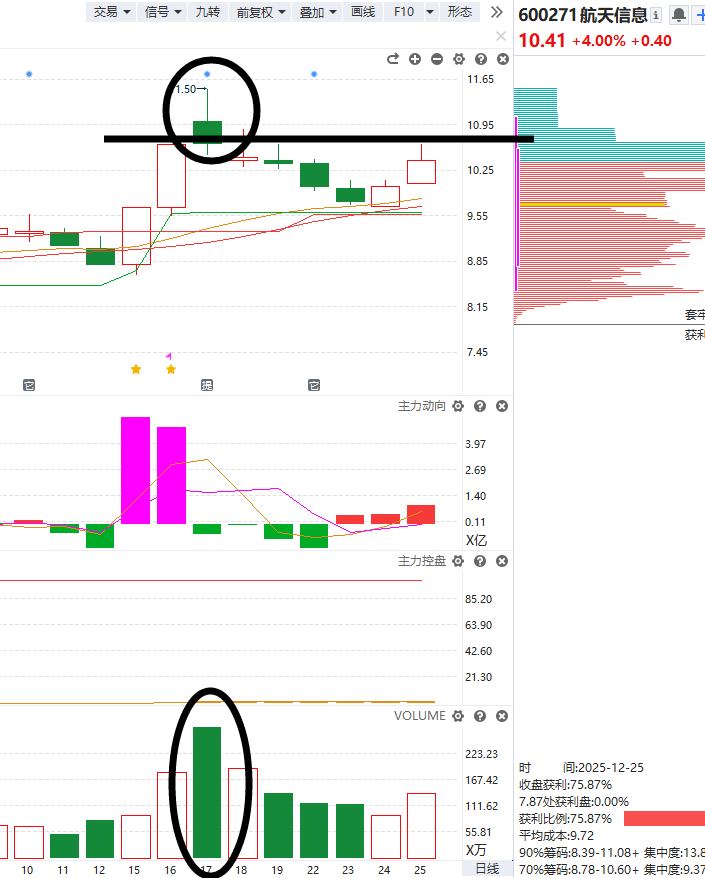 交易 信号 九转 前复权 叠加 画线 F10 形态
600271航天信息
10.41 +4.00% +0.40
11.65
1.50→
10.95
10.25
9.55
8.85
8.15
7.45
套牢
获利
主力动向
3.97
2.69
1.40
0.11
X亿
主力控盘
85.20
63.90
42.60
21.30
VOLUME
223.23
167.42
111.62
55.81
X万
10 11 12 15 16 17 18 19 22 23 24 25 日线
时 间:2025-12-25
收盘获利:75.87%
7.87处获利盘:0.00%
获利比例:75.87%
平均成本:9.72
90%筹码:8.39-11.08+ 集中度:13.8
70%筹码:8.78-10.60+ 集中度:9.37